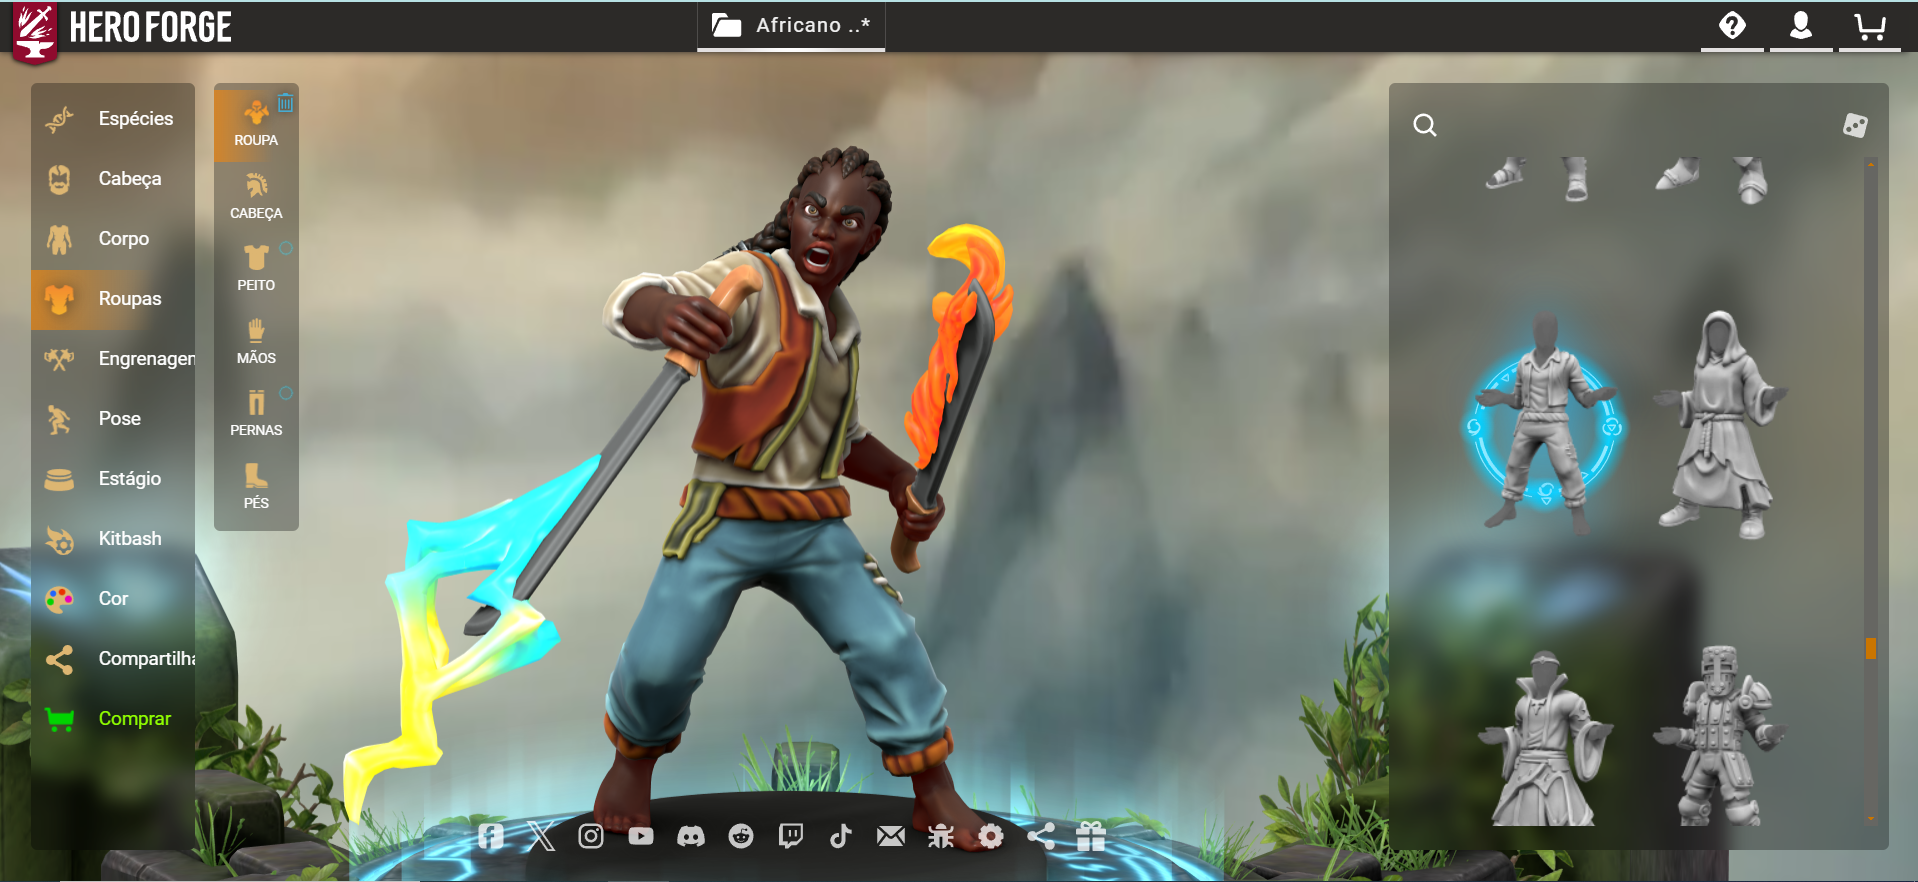 HERO FORGE
Africano ..*
Espécies
Cabeça
Corpo
Roupas
Engrenagen
Pose
Estágio
Kitbash
Cor
Compartilha
Comprar
ROUPA
CABEÇA
PEITO
MÃOS
PERNAS
PÉS